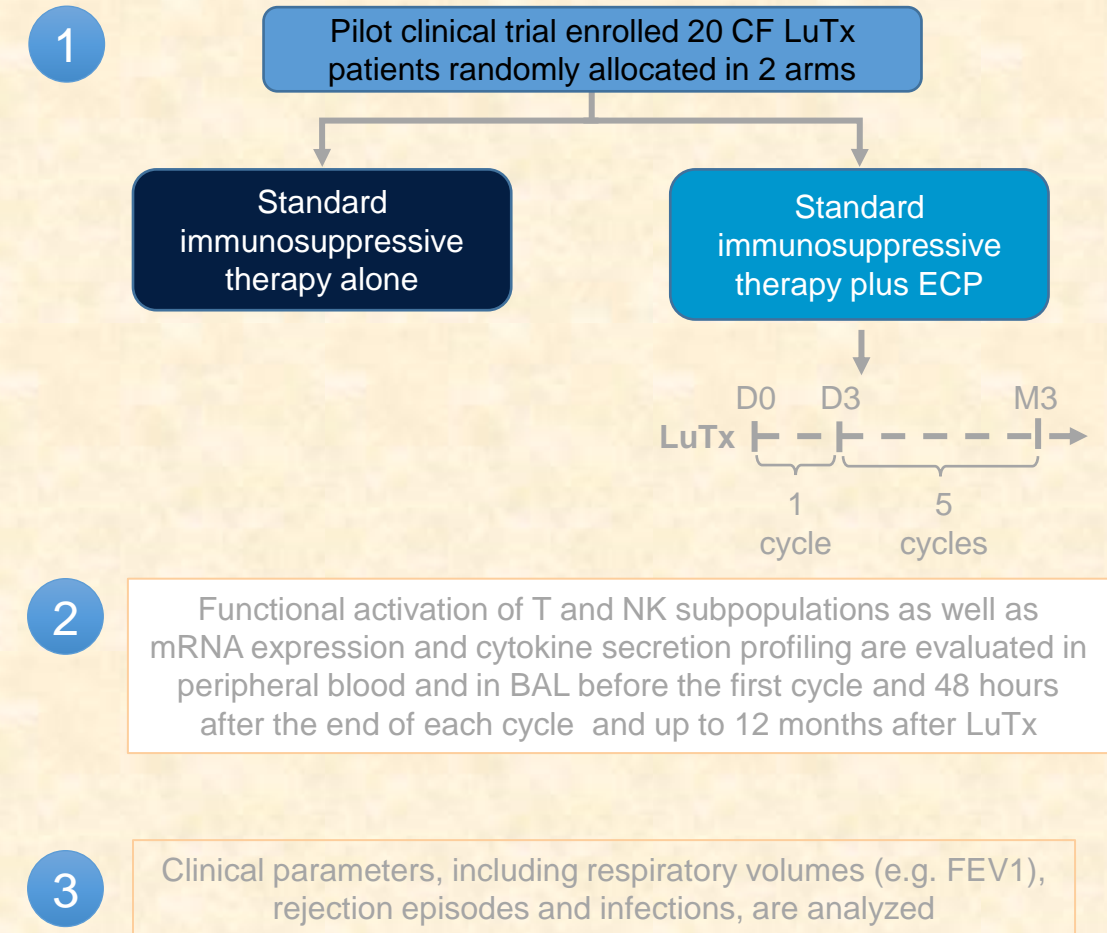 1
Pilot clinical trial enrolled 20 CF LuTx
patients randomly allocated in 2 arms
Standard
immunosuppressive
therapy alone
Standard
immunosuppressive
therapy plus ECP
D0 D3 M3
LuTx
1 5
cycle cycles
2
Functional activation of T and NK subpopulations as well as
mRNA expression and cytokine secretion profiling are evaluated in
peripheral blood and in BAL before the first cycle and 48 hours
after the end of each cycle and up to 12 months after LuTx
3
Clinical parameters, including respiratory volumes (e.g. FEV1),
rejection episodes and infections, are analyzed